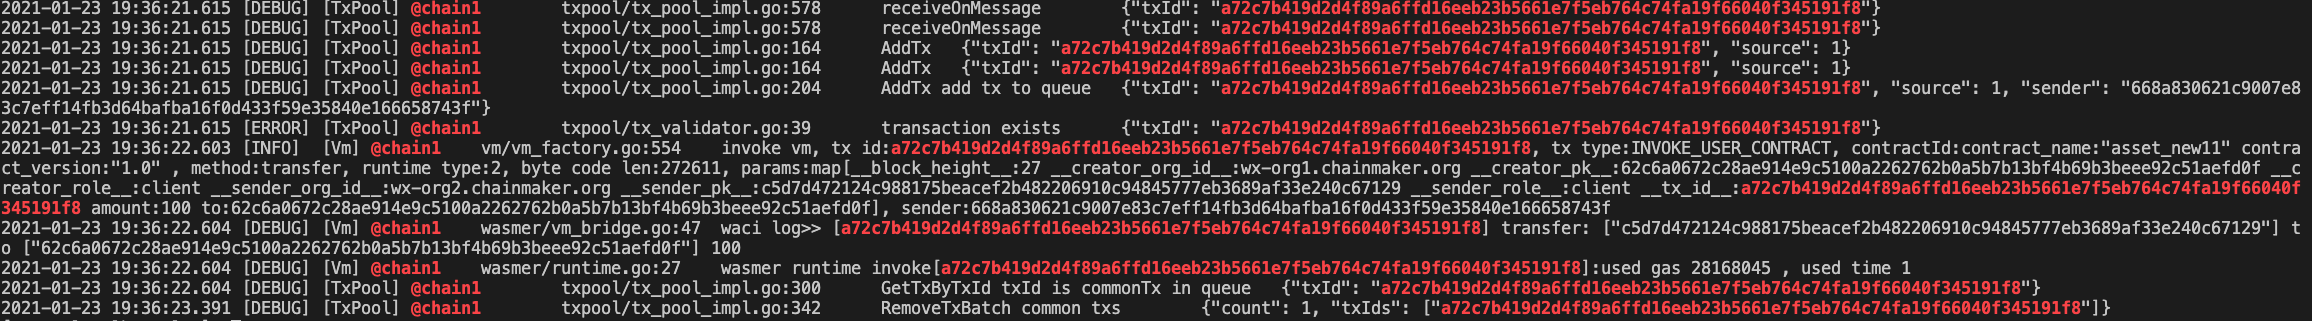 2021-01-23 19:36:21.615 [DEBUG] [TxPool] @chain1 txpool/tx_pool_impl.go:578 receiveOnMessage {"txId": "a72c7b419d2d4f89a6ffd16eeb23b5661e7f5eb764c74fa19f66040f345191f8"}
2021-01-23 19:36:21.615 [DEBUG] [TxPool] @chain1 txpool/tx_pool_impl.go:578 receiveOnMessage {"txId": "a72c7b419d2d4f89a6ffd16eeb23b5661e7f5eb764c74fa19f66040f345191f8"}
2021-01-23 19:36:21.615 [DEBUG] [TxPool] @chain1 txpool/tx_pool_impl.go:164 AddTx {"txId": "a72c7b419d2d4f89a6ffd16eeb23b5661e7f5eb764c74fa19f66040f345191f8", "source": 1}
2021-01-23 19:36:21.615 [DEBUG] [TxPool] @chain1 txpool/tx_pool_impl.go:164 AddTx {"txId": "a72c7b419d2d4f89a6ffd16eeb23b5661e7f5eb764c74fa19f66040f345191f8", "source": 1}
2021-01-23 19:36:21.615 [DEBUG] [TxPool] @chain1 txpool/tx_pool_impl.go:204 AddTx add tx to queue {"txId": "a72c7b419d2d4f89a6ffd16eeb23b5661e7f5eb764c74fa19f66040f345191f8", "source": 1, "sender": "668a830621c9007e8
3c7eff14fb3d64bafba16f0d433f59e35840e166658743f"}
2021-01-23 19:36:21.615 [ERROR] [TxPool] @chain1 txpool/tx_validator.go:39 transaction exists {"txId": "a72c7b419d2d4f89a6ffd16eeb23b5661e7f5eb764c74fa19f66040f345191f8"}
2021-01-23 19:36:22.603 [INFO] [Vm] @chain1 vm/vm_factory.go:554 invoke vm, tx id:a72c7b419d2d4f89a6ffd16eeb23b5661e7f5eb764c74fa19f66040f345191f8, tx type:INVOKE_USER_CONTRACT, contractId:contract_name:"asset_new11" contra
ct_version:"1.0" , method:transfer, runtime type:2, byte code len:272611, params:map[__block_height__:27 __creator_org_id__:wx-org1.chainmaker.org __creator_pk__:62c6a0672c28ae914e9c5100a2262762b0a5b7b13bf4b69b3beee92c51aefd0f __c
reator_role__:client __sender_org_id__:wx-org2.chainmaker.org __sender_pk__:c5d7d472124c988175beacef2b482206910c94845777eb3689af33e240c67129 __sender_role__:client __tx_id__:a72c7b419d2d4f89a6ffd16eeb23b5661e7f5eb764c74fa19f66040f
345191f8 amount:100 to:62c6a0672c28ae914e9c5100a2262762b0a5b7b13bf4b69b3beee92c51aefd0f], sender:668a830621c9007e83c7eff14fb3d64bafba16f0d433f59e35840e166658743f
2021-01-23 19:36:22.604 [DEBUG] [Vm] @chain1 wasmer/vm_bridge.go:47 waci log>> [a72c7b419d2d4f89a6ffd16eeb23b5661e7f5eb764c74fa19f66040f345191f8] transfer: ["c5d7d472124c988175beacef2b482206910c94845777eb3689af33e240c67129"] t
o ["62c6a0672c28ae914e9c5100a2262762b0a5b7b13bf4b69b3beee92c51aefd0f"] 100
2021-01-23 19:36:22.604 [DEBUG] [Vm] @chain1 wasmer/runtime.go:27 wasmer runtime invoke[a72c7b419d2d4f89a6ffd16eeb23b5661e7f5eb764c74fa19f66040f345191f8]:used gas 28168045 , used time 1
2021-01-23 19:36:22.604 [DEBUG] [TxPool] @chain1 txpool/tx_pool_impl.go:300 GetTxByTxId txId is commonTx in queue {"txId": "a72c7b419d2d4f89a6ffd16eeb23b5661e7f5eb764c74fa19f66040f345191f8"}
2021-01-23 19:36:23.391 [DEBUG] [TxPool] @chain1 txpool/tx_pool_impl.go:342 RemoveTxBatch common txs {"count": 1, "txIds": ["a72c7b419d2d4f89a6ffd16eeb23b5661e7f5eb764c74fa19f66040f345191f8"]}